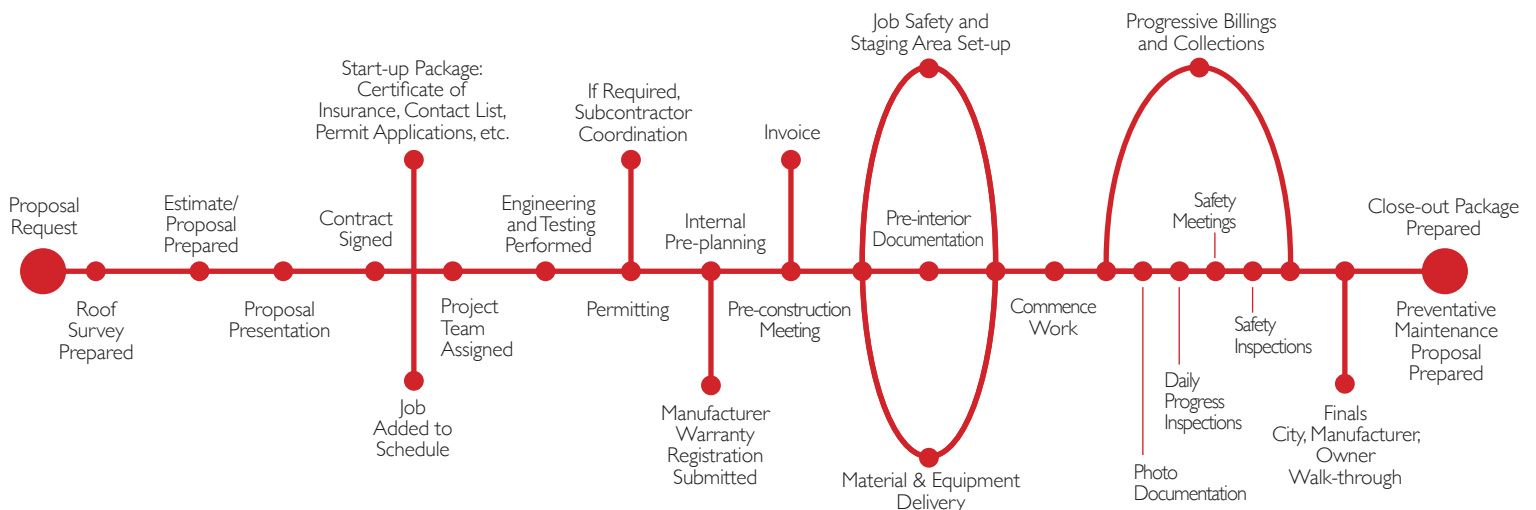 Proposal
Request
Roof
Survey
Prepared
Estimate/
Proposal
Prepared
Proposal
Presentation
Contract
Signed
Start-up Package:
Certificate of
Insurance, Contact List,
Permit Applications, etc.
Job
Added to
Schedule
Project
Team
Assigned
Engineering
and Testing
Performed
If Required,
Subcontractor
Coordination
Permitting
Internal
Pre-planning
Manufacturer
Warranty
Registration
Submitted
Invoice
Pre-construction
Meeting
Job Safety and
Staging Area Set-up
Pre-interior
Documentation
Material & Equipment
Delivery
Commence
Work
Progressive Billings
and Collections
Photo
Documentation
Daily
Progress
Inspections
Safety
Meetings
Safety
Inspections
Finals
City, Manufacturer,
Owner
Walk-through
Close-out Package
Prepared
Preventative
Maintenance
Proposal
Prepared